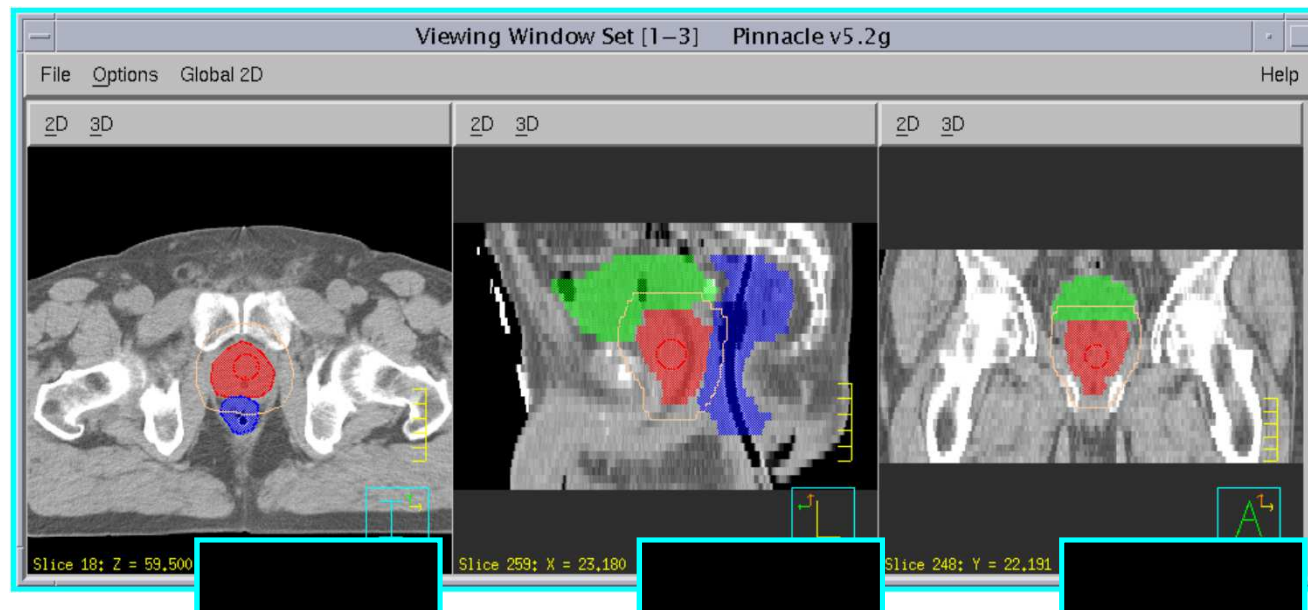 Viewing Window Set [1-3] Pinnacle v5.2g
File Options Global 2D Help
2D 3D
2D 3D
2D 3D
L
A
Slice 18: Z = 59.500
Slice 259: X = 23.180
Slice 248: Y = 22.191